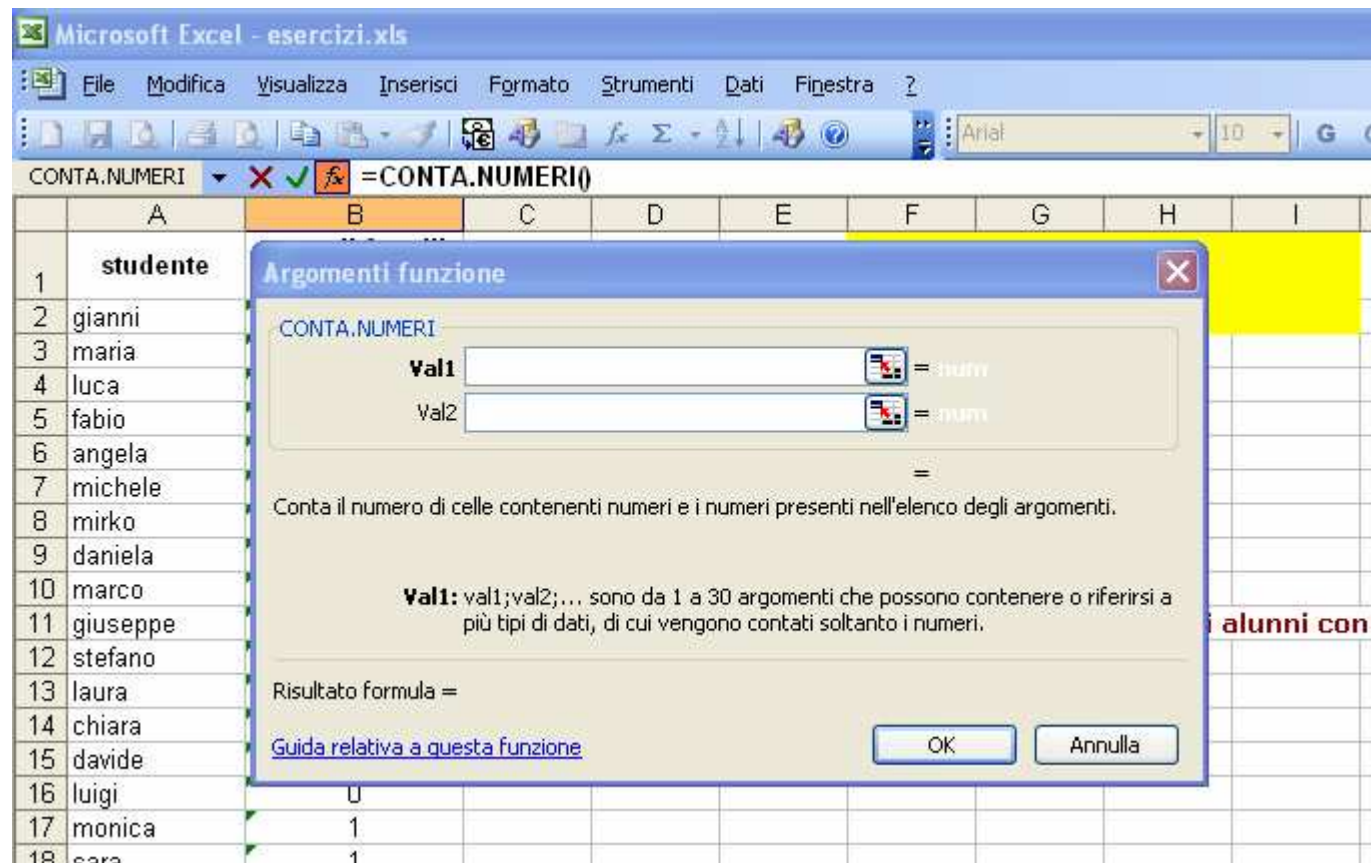 Microsoft Excel - esercizi.xls
File Modifica Visualizza Inserisci Formato Strumenti Dati Finestra ?
Arial 10 G
CONTA.NUMERI fx =CONTA.NUMERI()
A B C D E F G H I
1 studente
2 gianni
3 maria
4 luca
5 fabio
6 angela
7 michele
8 mirko
9 daniela
10 marco
11 giuseppe
12 stefano
13 laura
14 chiara
15 davide
16 luigi 0
17 monica 1
18 sara 1
i alunni con
Argomenti funzione
CONTA.NUMERI
Val1 = num
Val2 = num
=
Conta il numero di celle contenenti numeri e i numeri presenti nell'elenco degli argomenti.
Val1: val1;val2;... sono da 1 a 30 argomenti che possono contenere o riferirsi a
più tipi di dati, di cui vengono contati soltanto i numeri.
Risultato formula =
Guida relativa a questa funzione
OK Annulla